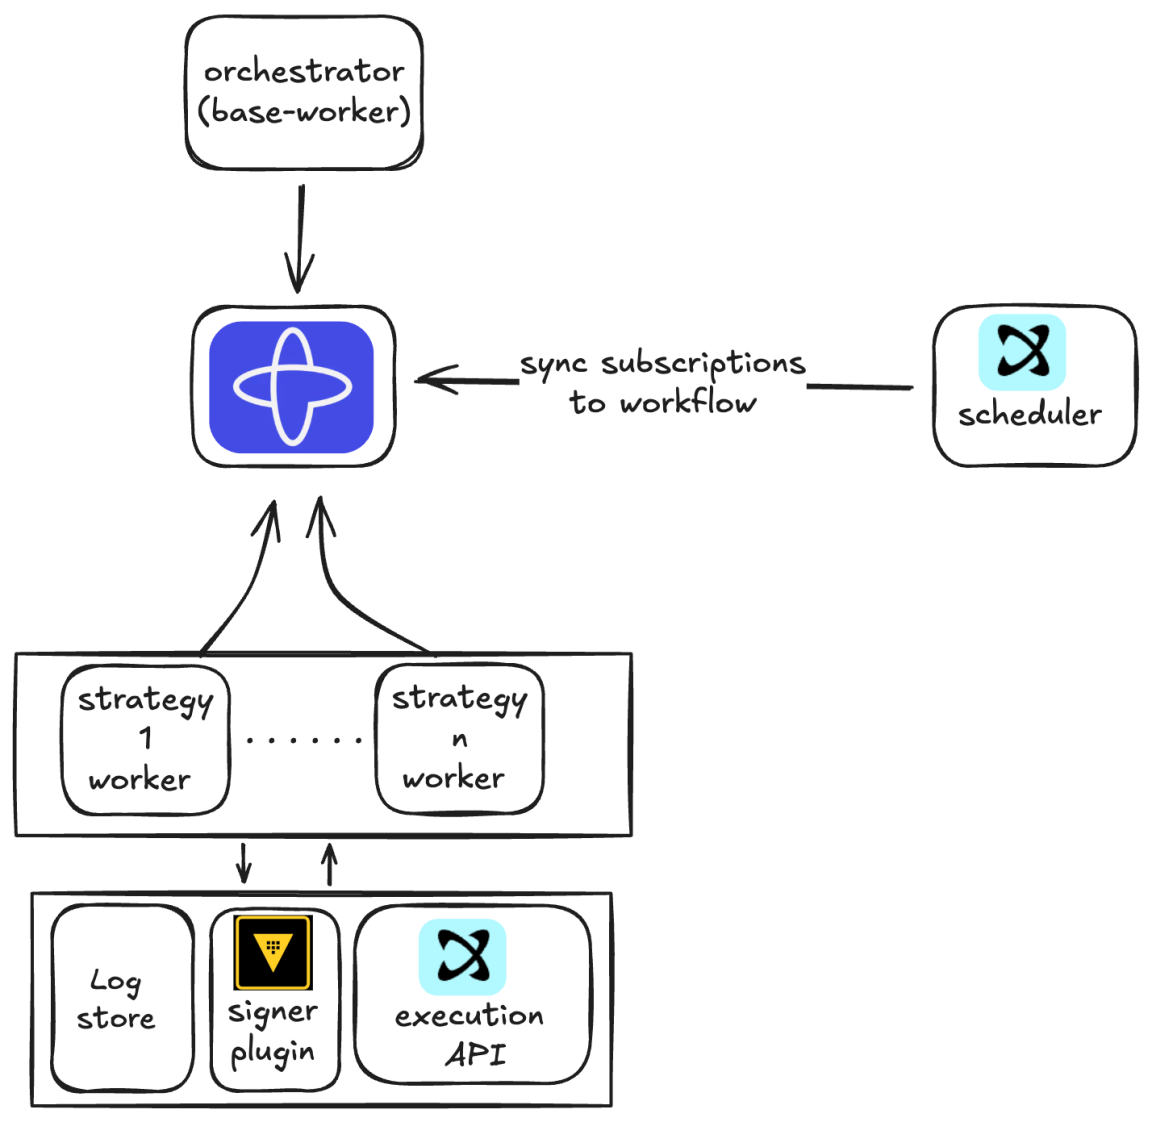 orchestrator
(base-worker)
sync subscriptions
to workflow
scheduler
strategy
1
worker
......
strategy
n
worker
Log
store
signer
plugin
execution
API